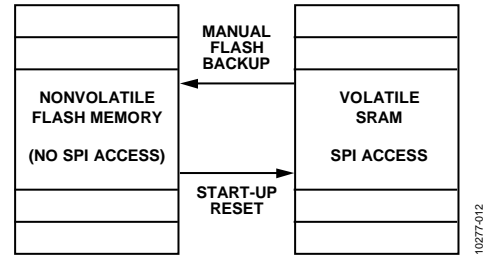 MANUAL
FLASH
BACKUP
NONVOLATILE
FLASH MEMORY
(NO SPI ACCESS)
VOLATILE
SRAM
SPI ACCESS
START-UP
RESET
10277-012